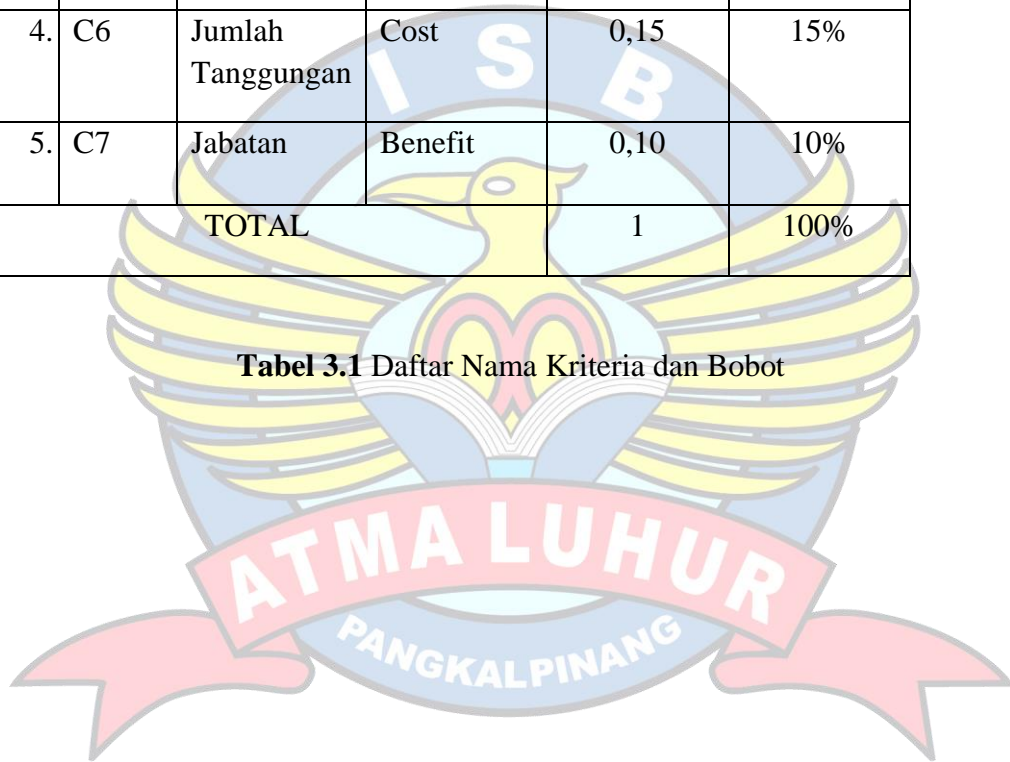 4. C6 Jumlah Tanggungan Cost 0,15 15%
5. C7 Jabatan Benefit 0,10 10%
TOTAL 1 100%
Tabel 3.1 Daftar Nama Kriteria dan Bobot
I S B
ATMA LUHUR
PANGKALPINANG